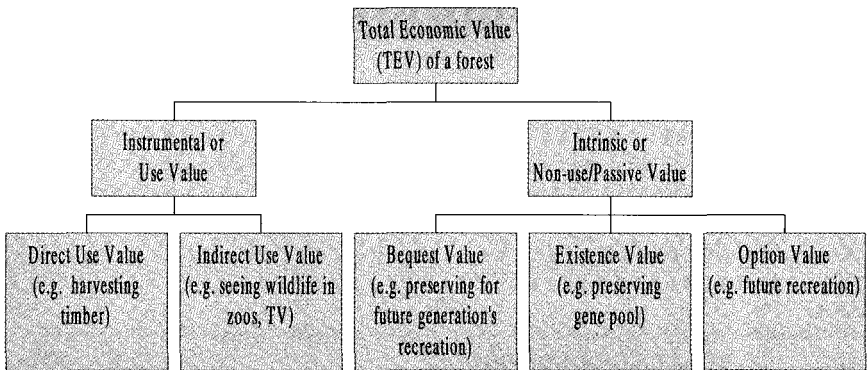 Total Economic Value
(TEV) of a forest
Instrumental or
Use Value
Intrinsic or
Non-use/Passive Value
Direct Use Value
(e.g. harvesting
timber)
Indirect Use Value
(e.g. seeing wildlife in
zoos, TV)
Bequest Value
(e.g. preserving for
future generation's
recreation)
Existence Value
(e.g. preserving
gene pool)
Option Value
(e.g. future recreation)